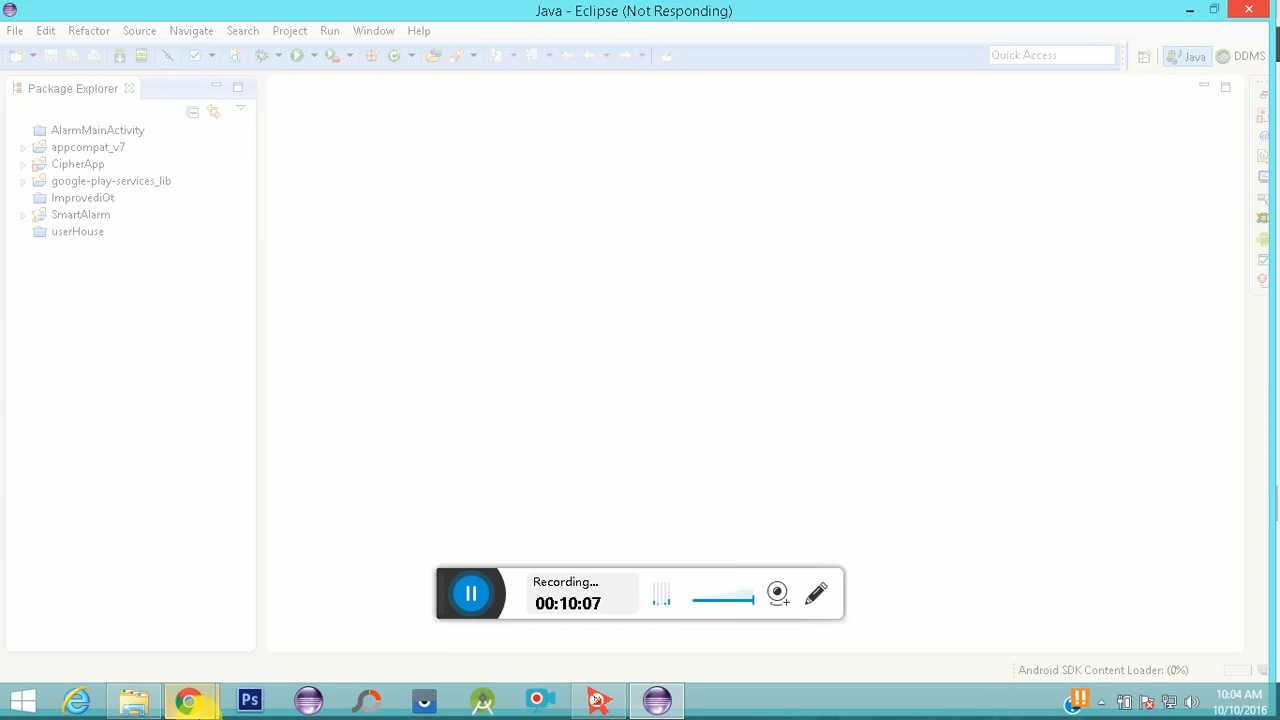 Java - Eclipse (Not Responding)
File Edit Refactor Source Navigate Search Project Run Window Help
Quick Access
Java
DDMS
Package Explorer
AlarmMainActivity
appcompat_v7
CipherApp
google-play-services_lib
ImprovediOt
SmartAlarm
userHouse
Recording...
00:10:07
Android SDK Content Loader: (0%)
Ps
10:04 AM
10/10/2016